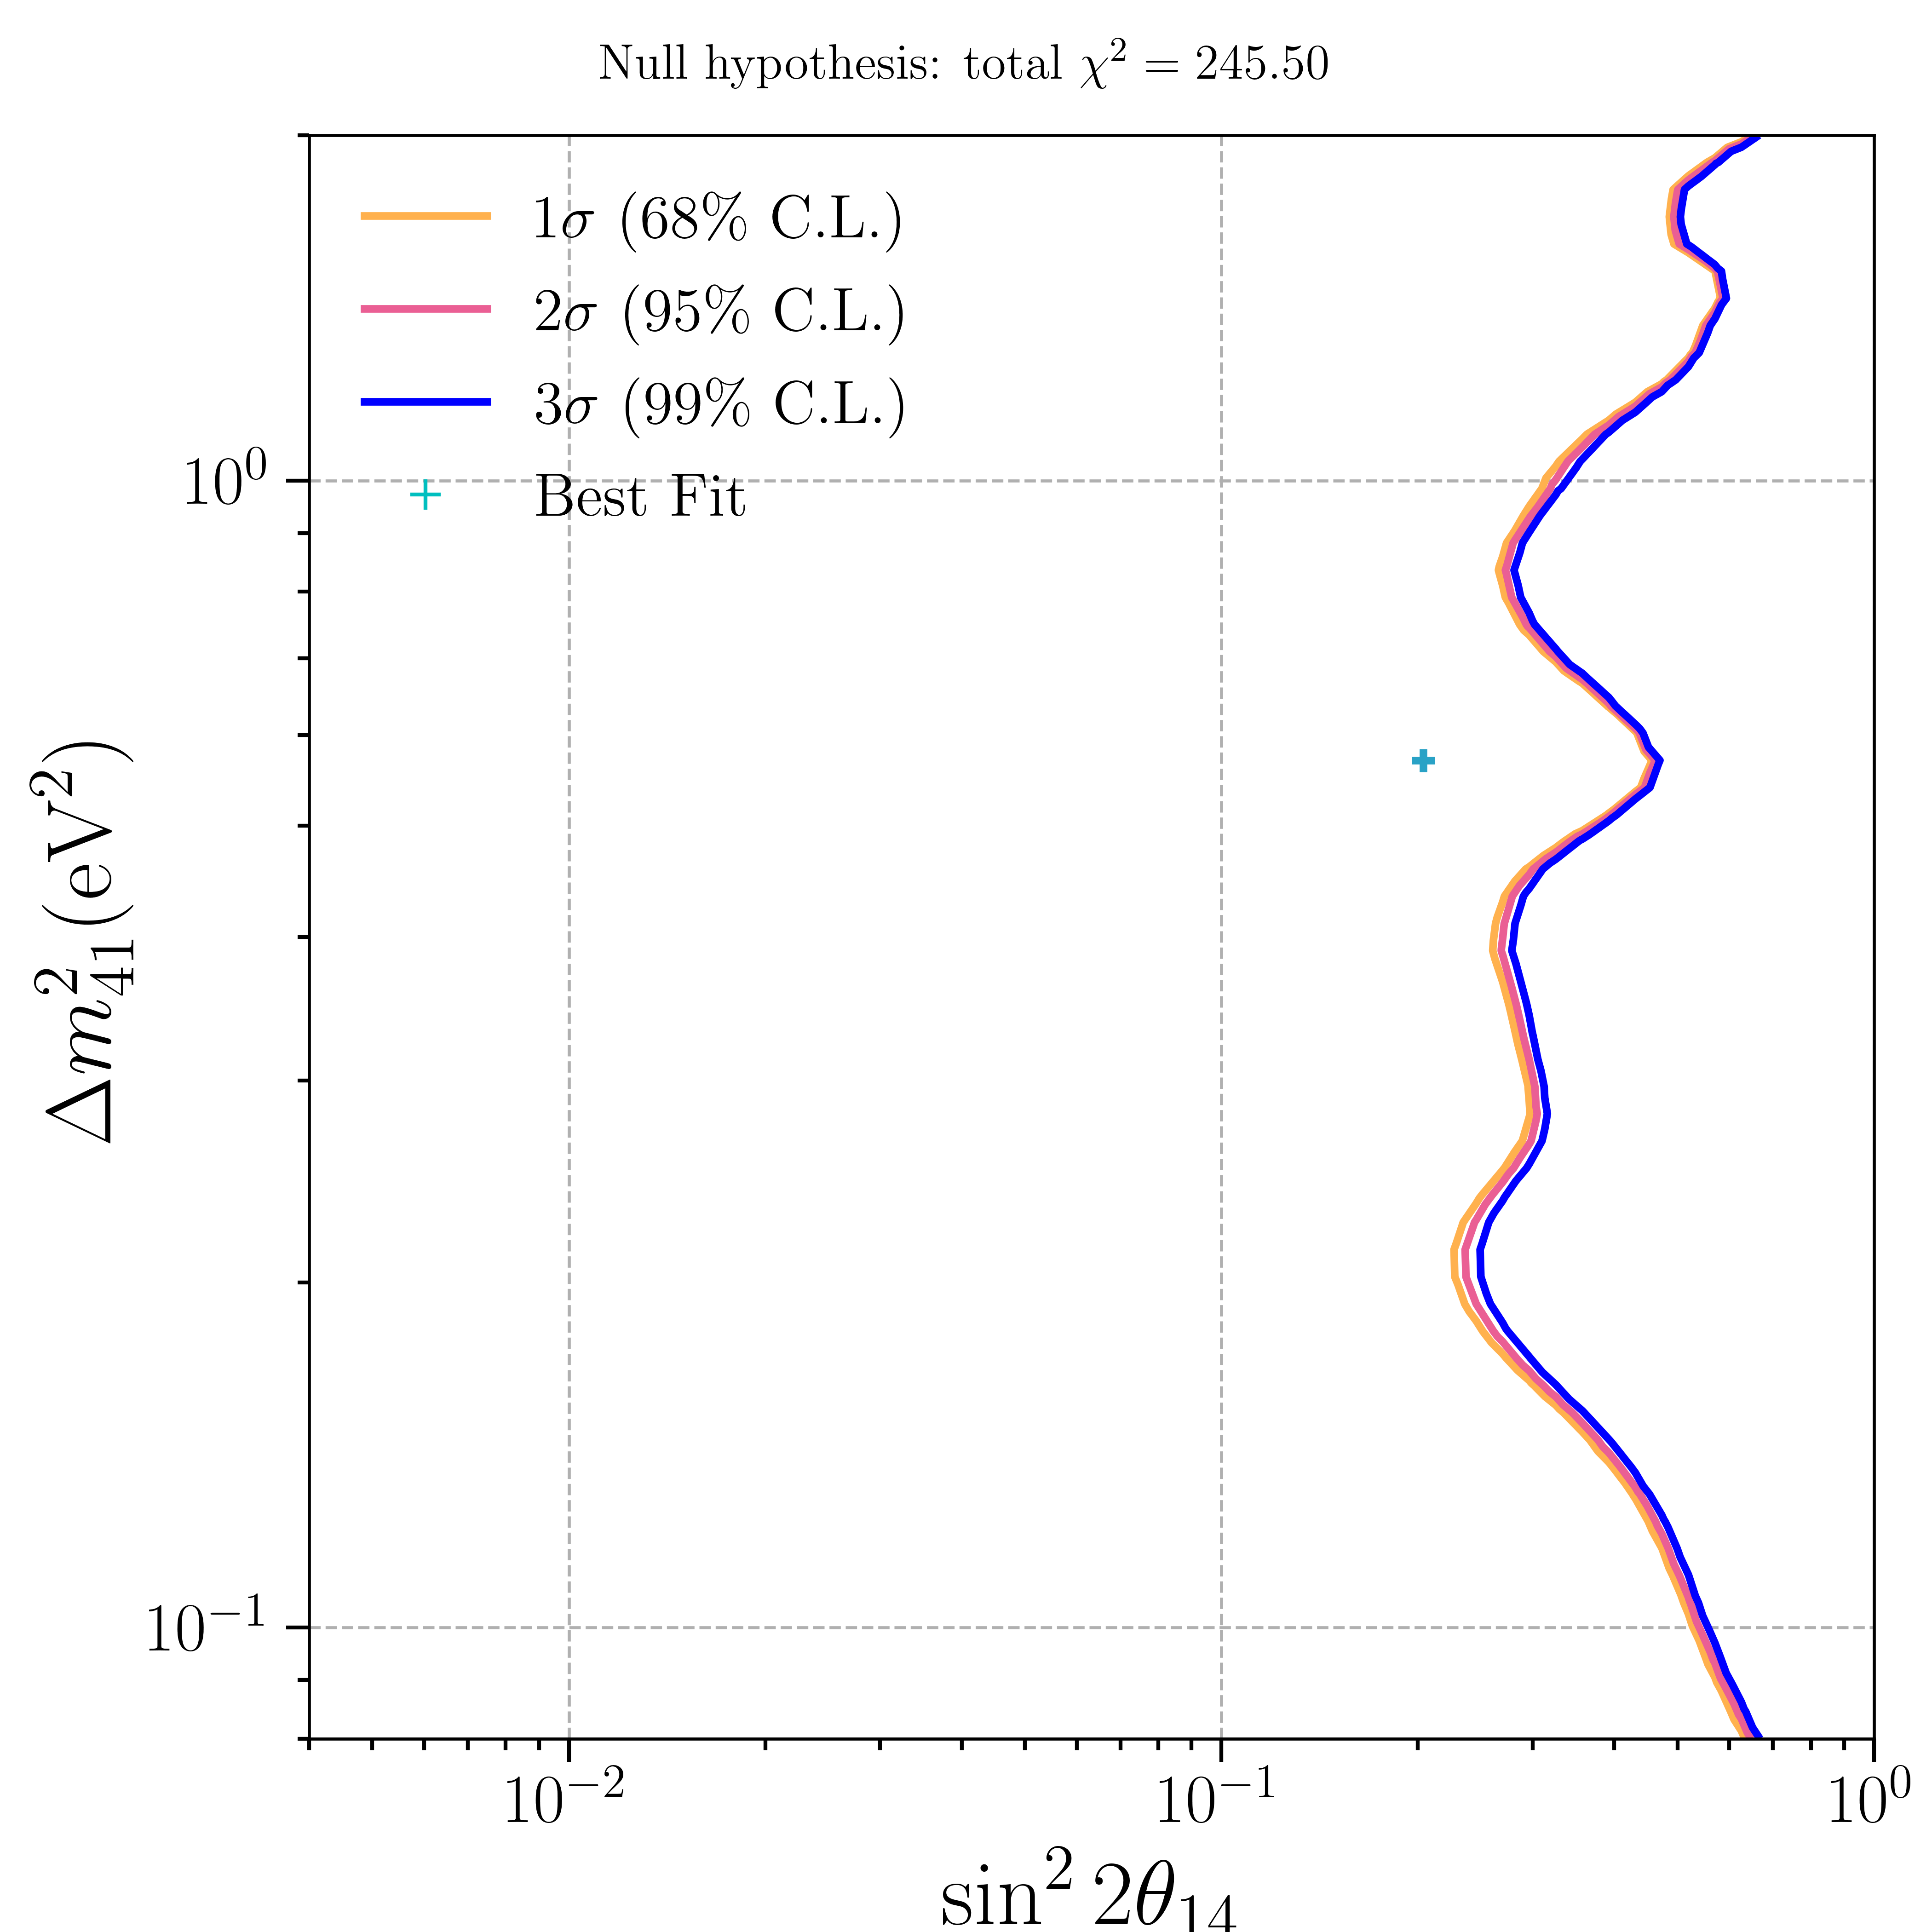 Null hypothesis: total χ² = 245.50
1σ (68% C.L.)
2σ (95% C.L.)
3σ (99% C.L.)
Best Fit
10⁰
10⁻¹
Δm²₄₁(eV²)
10⁻² 10⁻¹ 10⁰
sin² 2θ₁₄